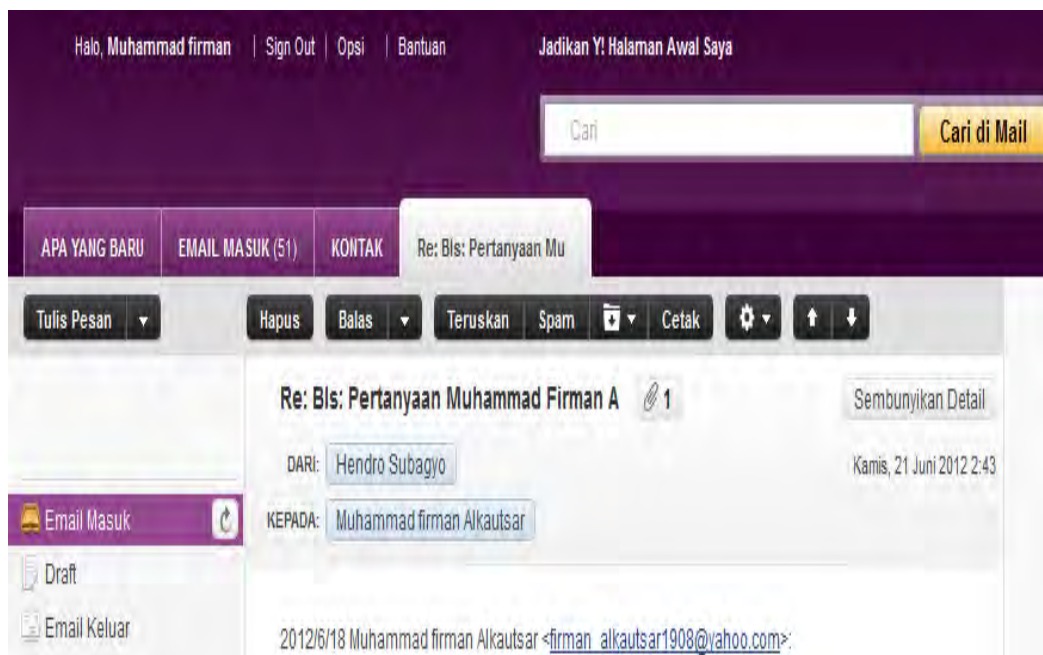 Halo, Muhammad firman | Sign Out | Opsi | Bantuan Jadikan Y! Halaman Awal Saya
Cari Cari di Mail
APA YANG BARU EMAIL MASUK (51) KONTAK Re: Bls: Pertanyaan Mu
Tulis Pesan Hapus Balas Teruskan Spam Cetak
Re: Bls: Pertanyaan Muhammad Firman A 1 Sembunyikan Detail
DARI: Hendro Subagyo Kamis, 21 Juni 2012 2:43
Email Masuk KEPADA: Muhammad firman Alkautsar
Draft
Email Keluar 2012/6/18 Muhammad firman Alkautsar <firman_alkautsar1908@yahoo.com>: